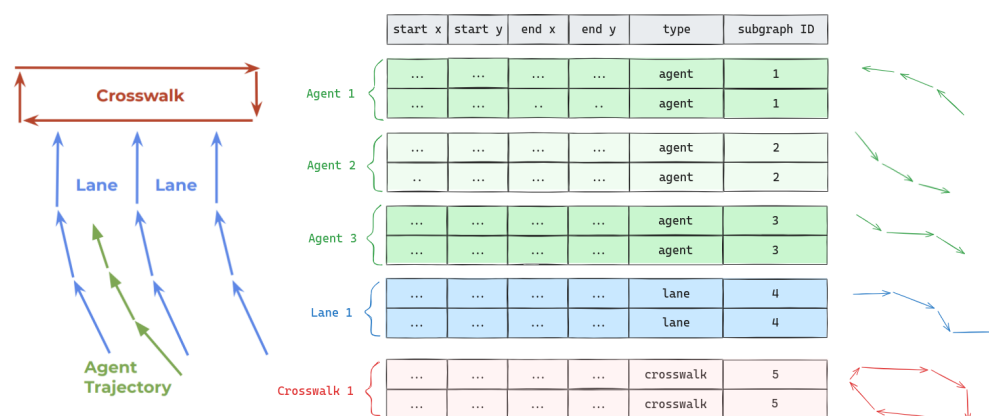 Crosswalk
Lane Lane
Agent
Trajectory
start x start y end x end y type subgraph ID
Agent 1
... ... ... ... agent 1
... ... .. .. agent 1
Agent 2
... ... ... ... agent 2
.. ... ... ... agent 2
Agent 3
... ... ... ... agent 3
... ... ... ... agent 3
Lane 1
... ... ... ... lane 4
... ... ... ... lane 4
Crosswalk 1
... ... ... ... crosswalk 5
... ... ... ... crosswalk 5